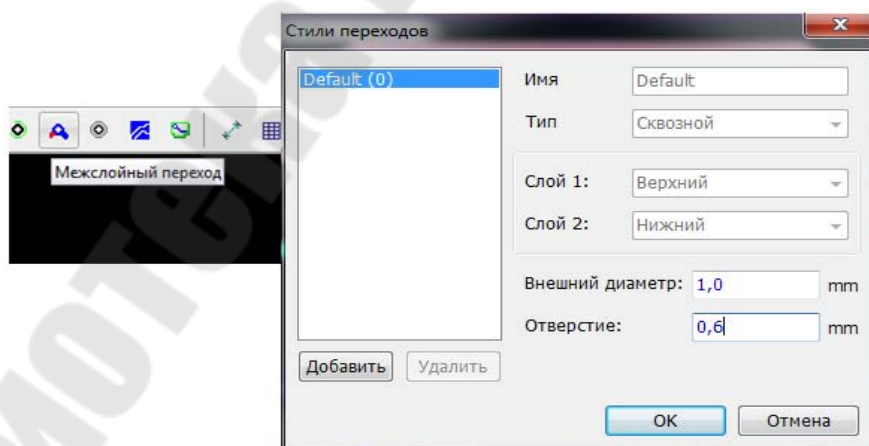 Стили переходов
Default (0)
Имя Default
Тип Сквозной
Межслойный переход
Слой 1: Верхний
Слой 2: Нижний
Внешний диаметр: 1,0 mm
Отверстие: 0,6 mm
Добавить Удалить
OK Отмена